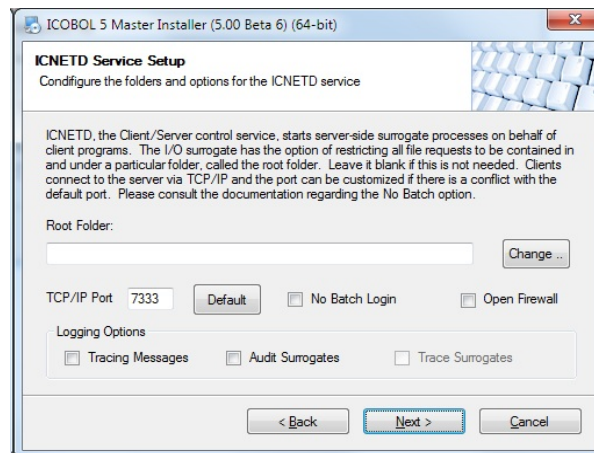 ICOBOL 5 Master Installer (5.00 Beta 6) (64-bit)
ICNETD Service Setup
Condifigure the folders and options for the ICNETD service
ICNETD, the Client/Server control service, starts server-side surrogate processes on behalf of
client programs. The I/O surrogate has the option of restricting all file requests to be contained in
and under a particular folder, called the root folder. Leave it blank if this is not needed. Clients
connect to the server via TCP/IP and the port can be customized if there is a conflict with the
default port. Please consult the documentation regarding the No Batch option.
Root Folder:
Change ..
TCP/IP Port 7333 Default No Batch Login Open Firewall
Logging Options
Tracing Messages Audit Surrogates Trace Surrogates
< Back Next > Cancel